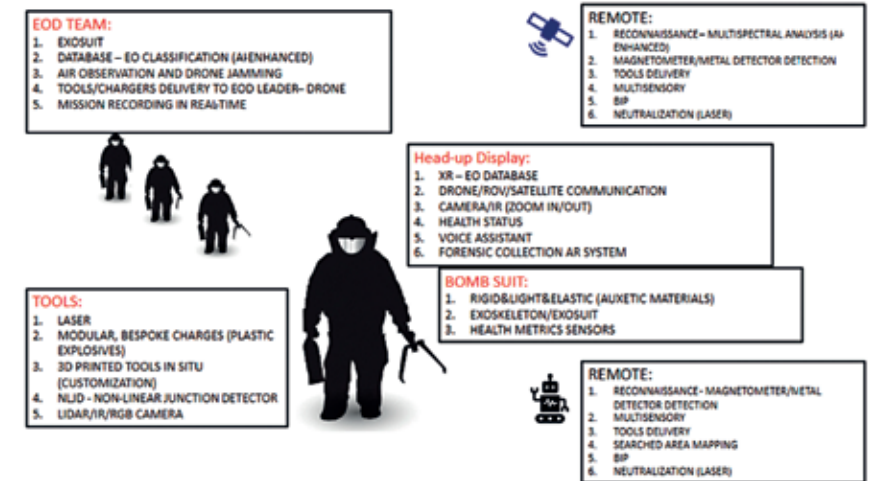 EOD TEAM:
1. EXOSUIT
2. DATABASE – EO CLASSIFICATION (AI-ENHANCED)
3. AIR OBSERVATION AND DRONE JAMMING
4. TOOLS/CHARGERS DELIVERY TO EOD LEADER– DRONE
5. MISSION RECORDING IN REAL-TIME
REMOTE:
1. RECONNAISSANCE – MULTISPECTRAL ANALYSIS (AI-
ENHANCED)
2. MAGNETOMETER/METAL DETECTOR DETECTION
3. TOOLS DELIVERY
4. MULTISENSORY
5. BIP
6. NEUTRALIZATION (LASER)
Head-up Display:
1. XR – EO DATABASE
2. DRONE/ROV/SATELLITE COMMUNICATION
3. CAMERA/IR (ZOOM IN/OUT)
4. HEALTH STATUS
5. VOICE ASSISTANT
6. FORENSIC COLLECTION AR SYSTEM
BOMB SUIT:
1. RIGID&LIGHT&ELASTIC (AUXETIC MATERIALS)
2. EXOSKELETON/EXOSUIT
3. HEALTH METRICS SENSORS
TOOLS:
1. LASER
2. MODULAR, BESPOKE CHARGES (PLASTIC
EXPLOSIVES)
3. 3D PRINTED TOOLS IN SITU
(CUSTOMIZATION)
4. NLJD - NON-LINEAR JUNCTION DETECTOR
5. LIDAR/IR/RGB CAMERA
REMOTE:
1. RECONNAISSANCE- MAGNETOMETER/METAL
DETECTOR DETECTION
2. MULTISENSORY
3. TOOLS DELIVERY
4. SEARCHED AREA MAPPING
5. BIP
6. NEUTRALIZATION (LASER)